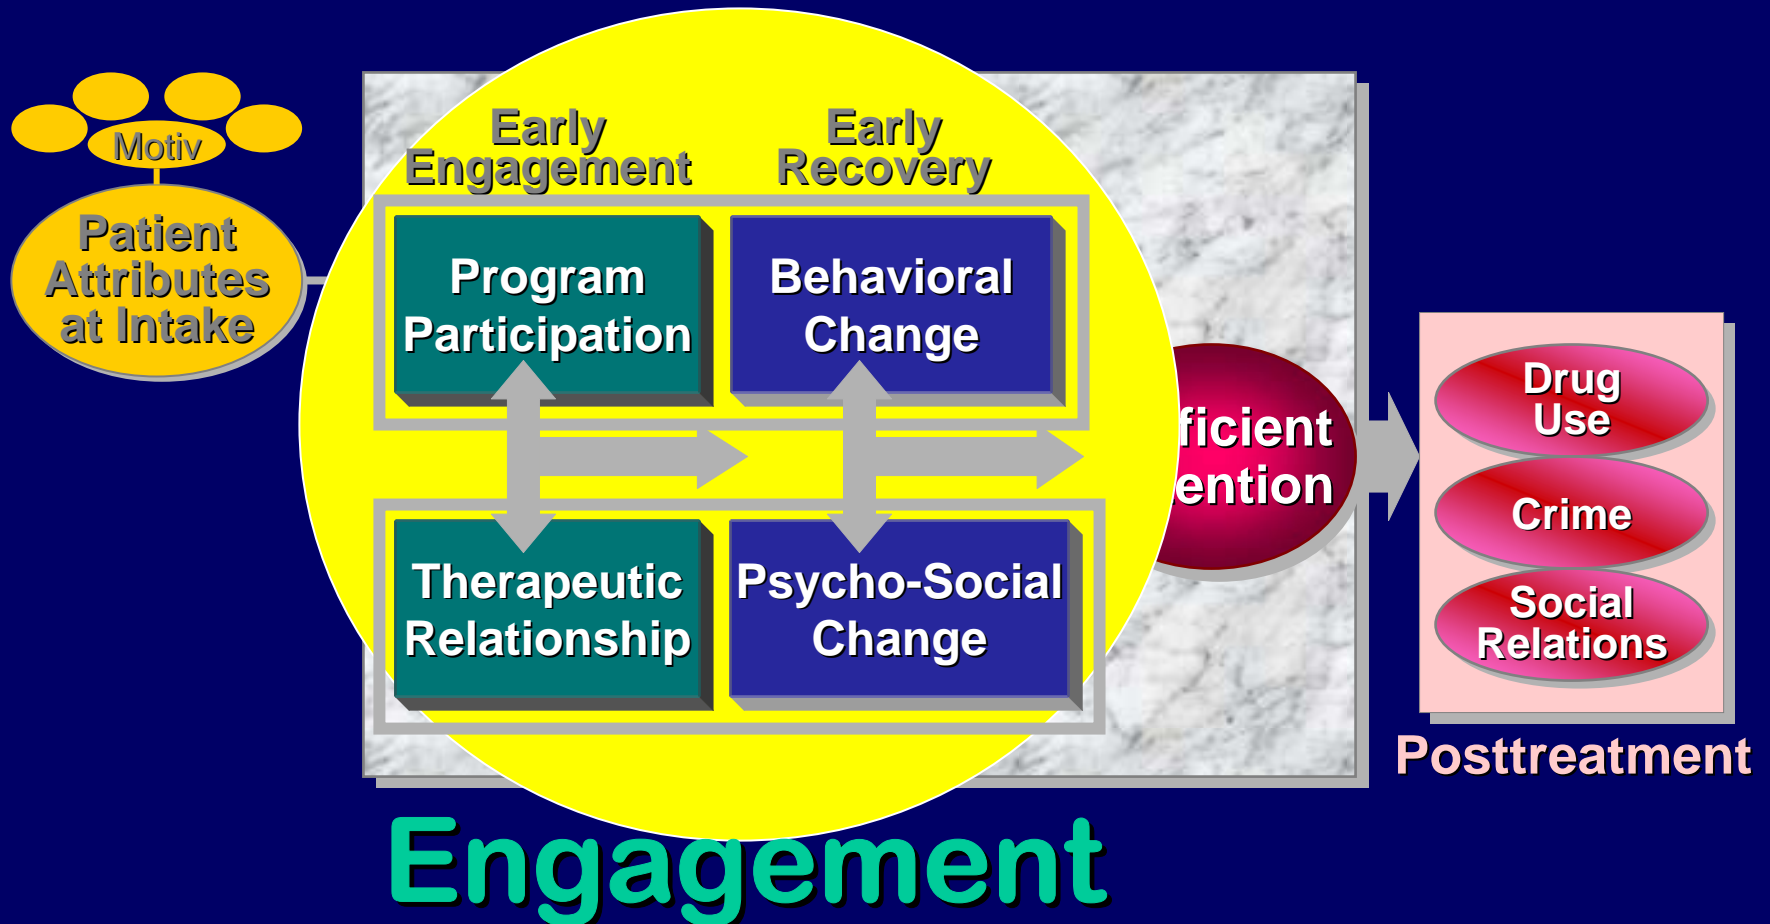 Motiv
Patient
Attributes
at Intake
Early
Engagement
Early
Recovery
Program
Participation
Behavioral
Change
Therapeutic
Relationship
Psycho-Social
Change
ficient
ention
Drug
Use
Crime
Social
Relations
Posttreatment
Engagement